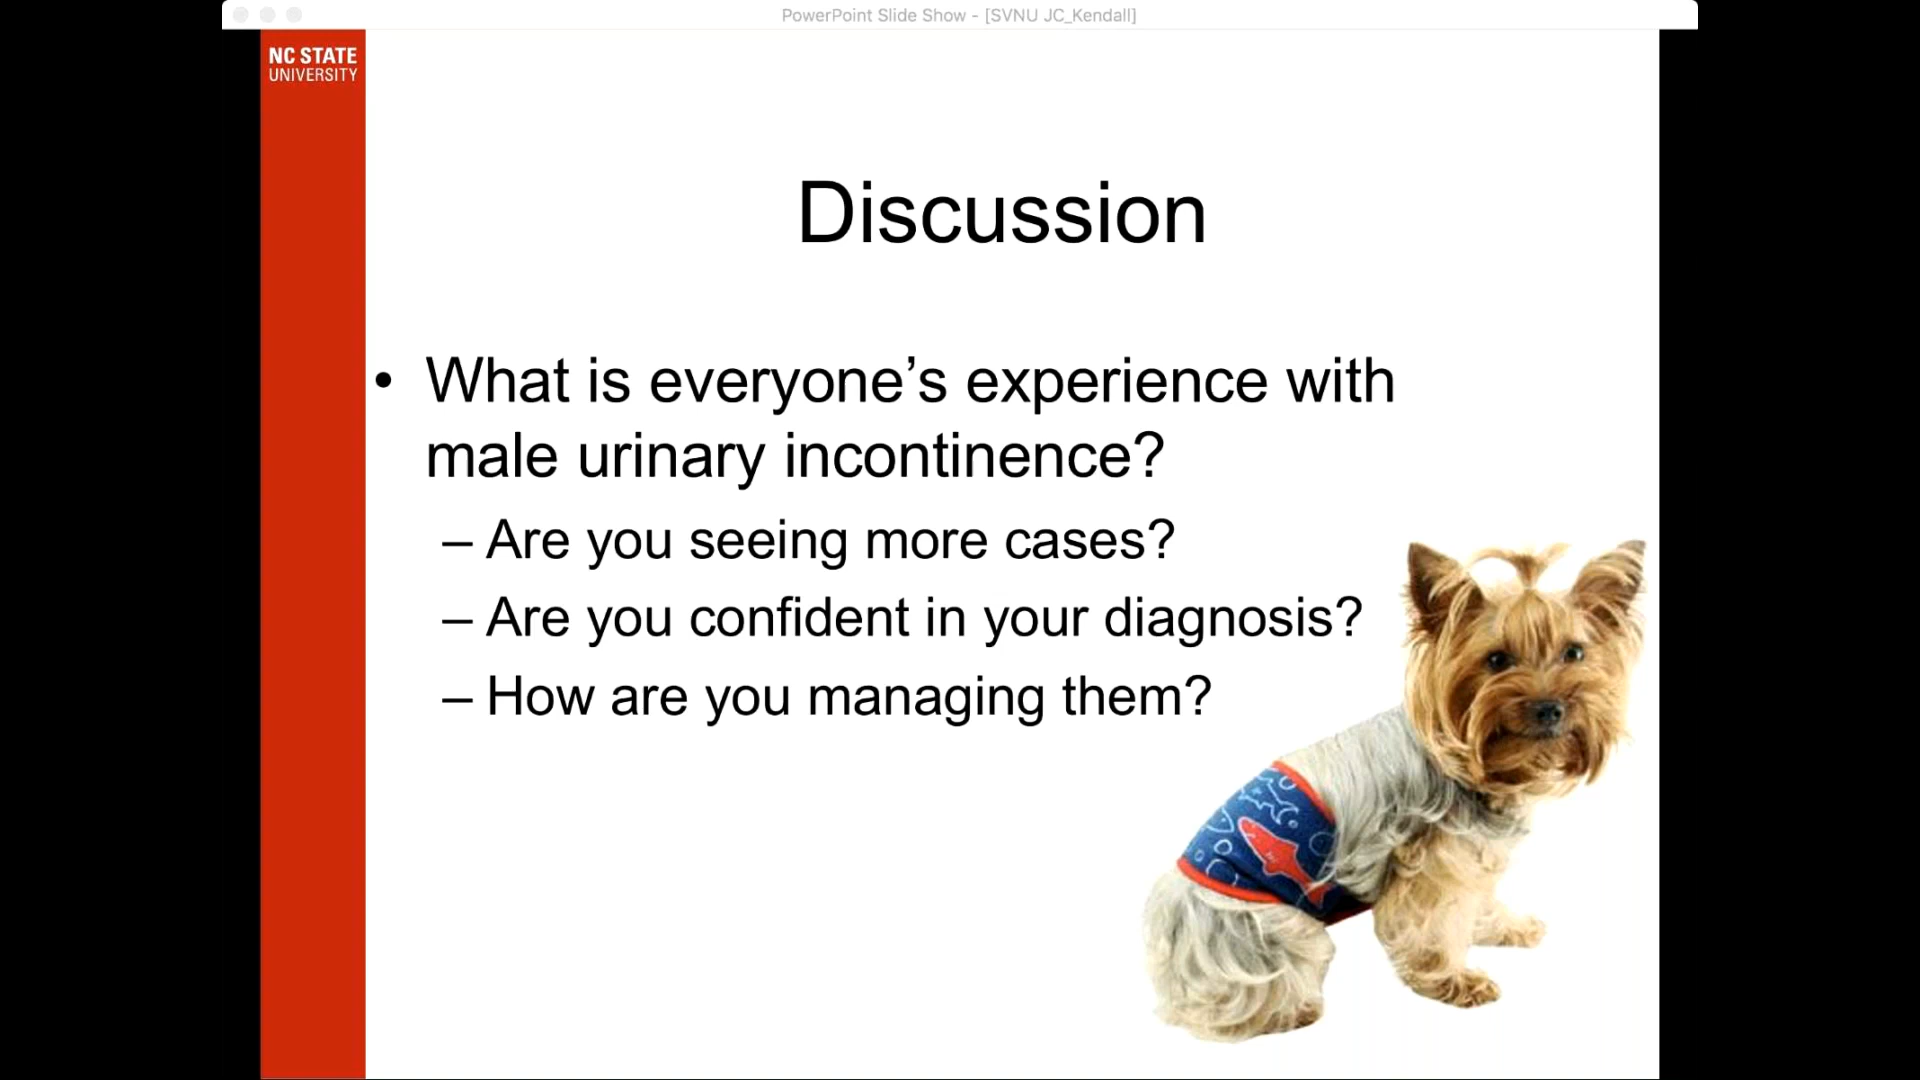 PowerPoint Slide Show - [SVNU JC_Kendall]
NC STATE
UNIVERSITY
Discussion
• What is everyone’s experience with
male urinary incontinence?
– Are you seeing more cases?
– Are you confident in your diagnosis?
– How are you managing them?